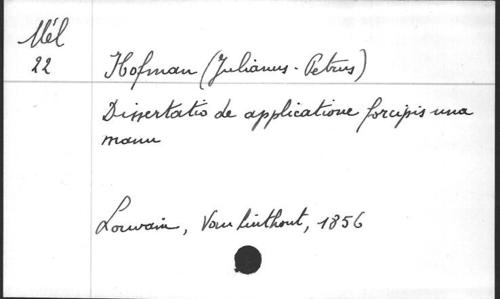 Mél
22
Hofman (Julianus-Petrus)
Dissertatio de applicatione forcipis una
manu
Louvain, Vanlinthout, 1856